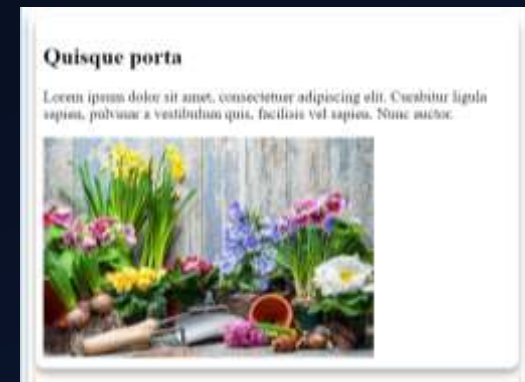 Quisque porta
Lorem ipsum dolor sit amet, consectetuer adipiscing elit. Curabitur ligula
sapien, pulvinar a vestibulum quis, facilisis vel sapien. Nunc auctor.